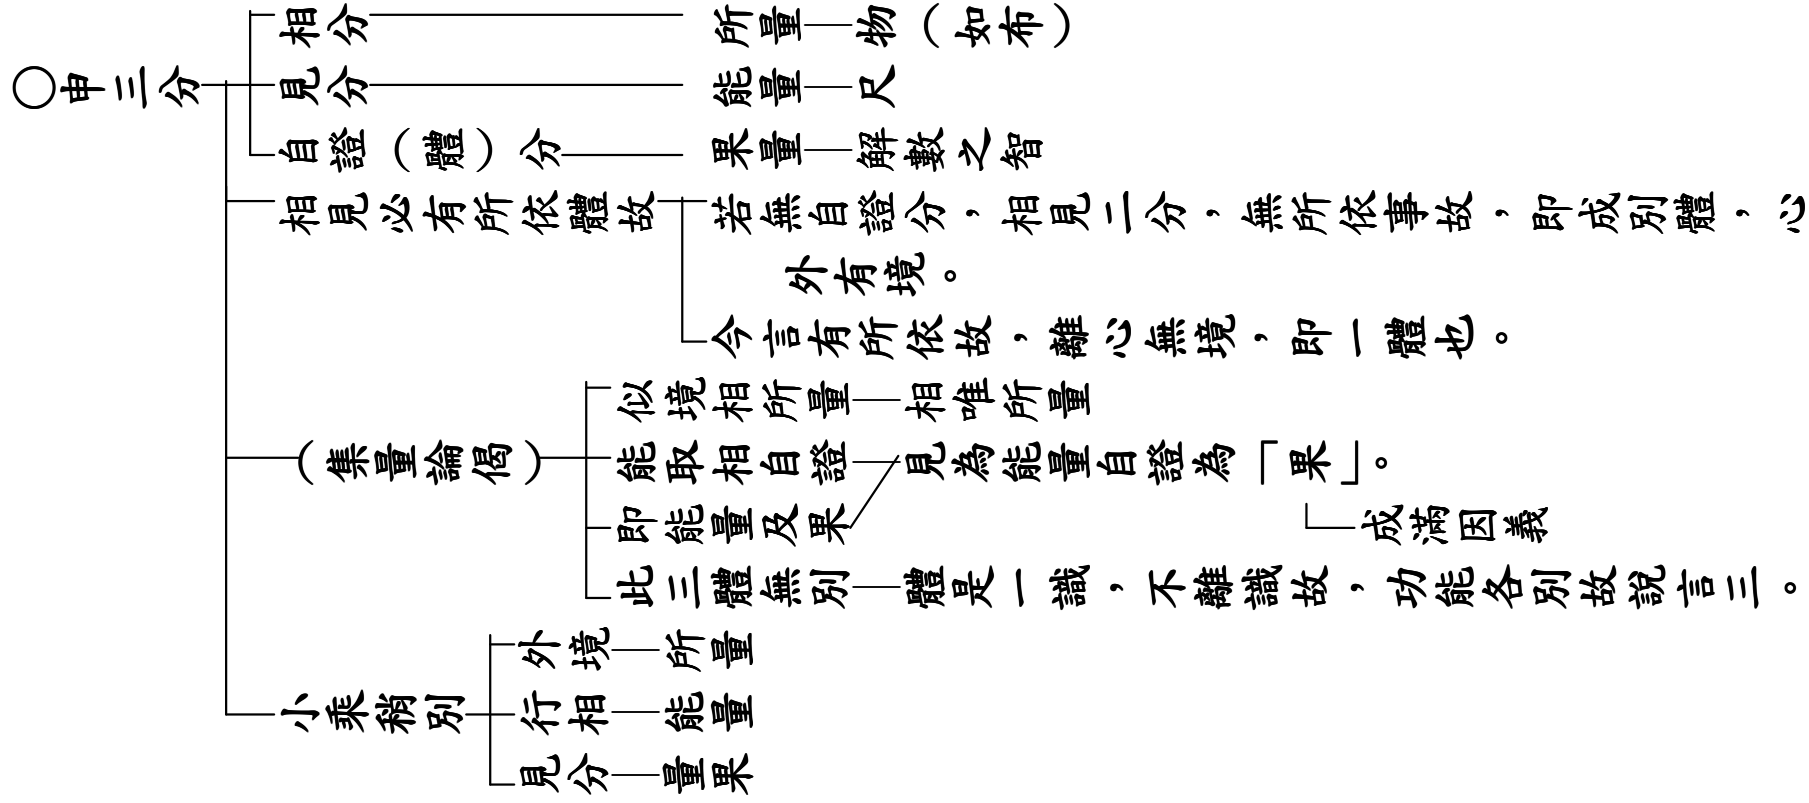 ○申三分
相分 所量 物（如布）
見分 能量 尺
自證（體）分 果量 解數之智
相見必有所依體故 若無自證分，相見二分，無所依事故，即成別體，心
外有境。
今言有所依故，離心無境，即一體也。
（集量論偈） 似境相所量 相唯所量
能取相自證 見為能量自證為「果」。
即能量及果 成滿因義
此三體無別 體是一識，不離識故，功能各別故說言三。
小乘稍別 外境 所量
行相 能量
見分 量果